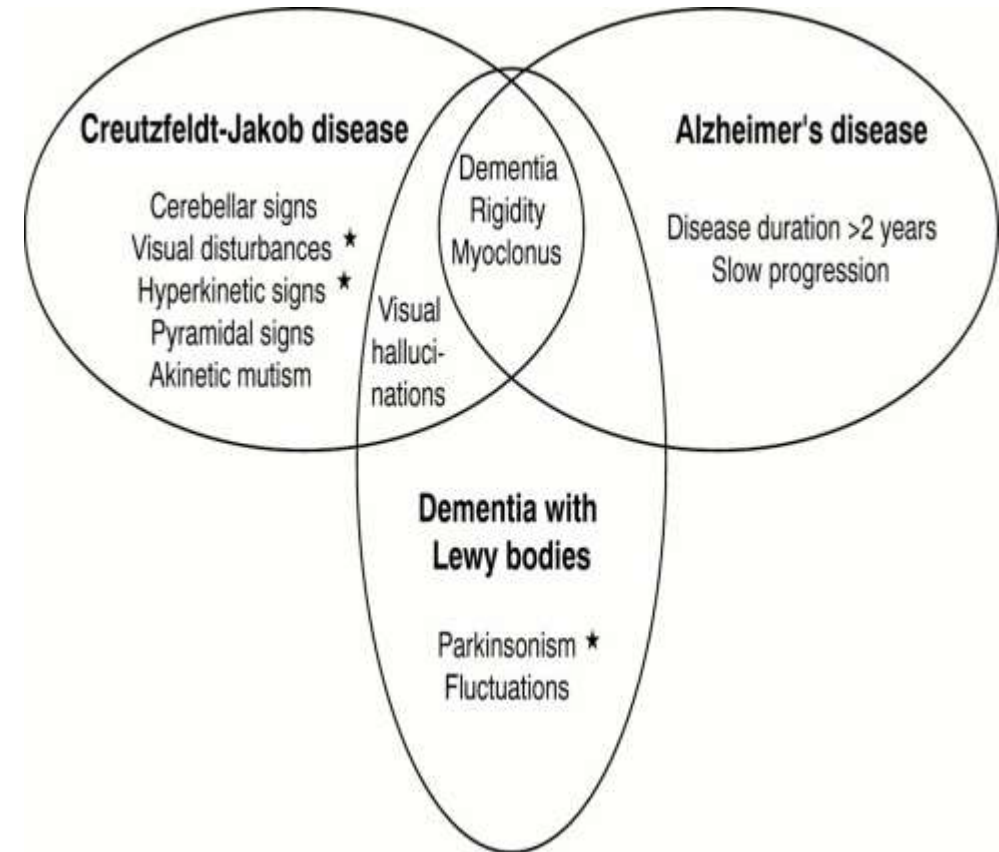 Creutzfeldt-Jakob disease
Cerebellar signs
Visual disturbances ★
Hyperkinetic signs ★
Pyramidal signs
Akinetic mutism
Dementia
Rigidity
Myoclonus
Visual
halluci-
nations
Alzheimer's disease
Disease duration >2 years
Slow progression
Dementia with
Lewy bodies
Parkinsonism ★
Fluctuations